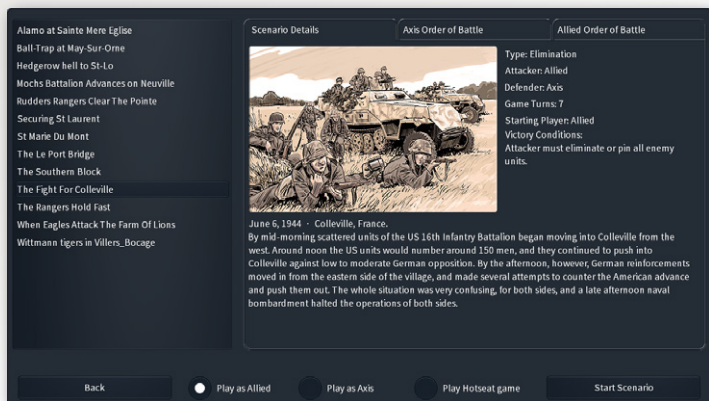 Alamo at Sainte Mere Eglise
Ball-Trap at May-Sur-Orne
Hedgerow hell to St-Lo
Mochs Battalion Advances on Neuville
Rudders Rangers Clear The Pointe
Securing St Laurent
St Marie Du Mont
The Le Port Bridge
The Southern Block
The Fight For Colleville
The Rangers Hold Fast
When Eagles Attack The Farm Of Lions
Wittmann tigers in Villers_Bocage
Scenario Details
Axis Order of Battle
Allied Order of Battle
Type: Elimination
Attacker: Allied
Defender: Axis
Game Turns: 7
Starting Player: Allied
Victory Conditions:
Attacker must eliminate or pin all enemy
units.
June 6, 1944 · Colleville, France.
By mid-morning scattered units of the US 16th Infantry Battalion began moving into Colleville from the
west. Around noon the US units would number around 150 men, and they continued to push into
Colleville against low to moderate German opposition. By the afternoon, however, German reinforcements
moved in from the eastern side of the village, and made several attempts to counter the American advance
and push them out. The whole situation was very confusing, for both sides, and a late afternoon naval
bombardment halted the operations of both sides.
Back
Play as Allied
Play as Axis
Play Hotseat game
Start Scenario